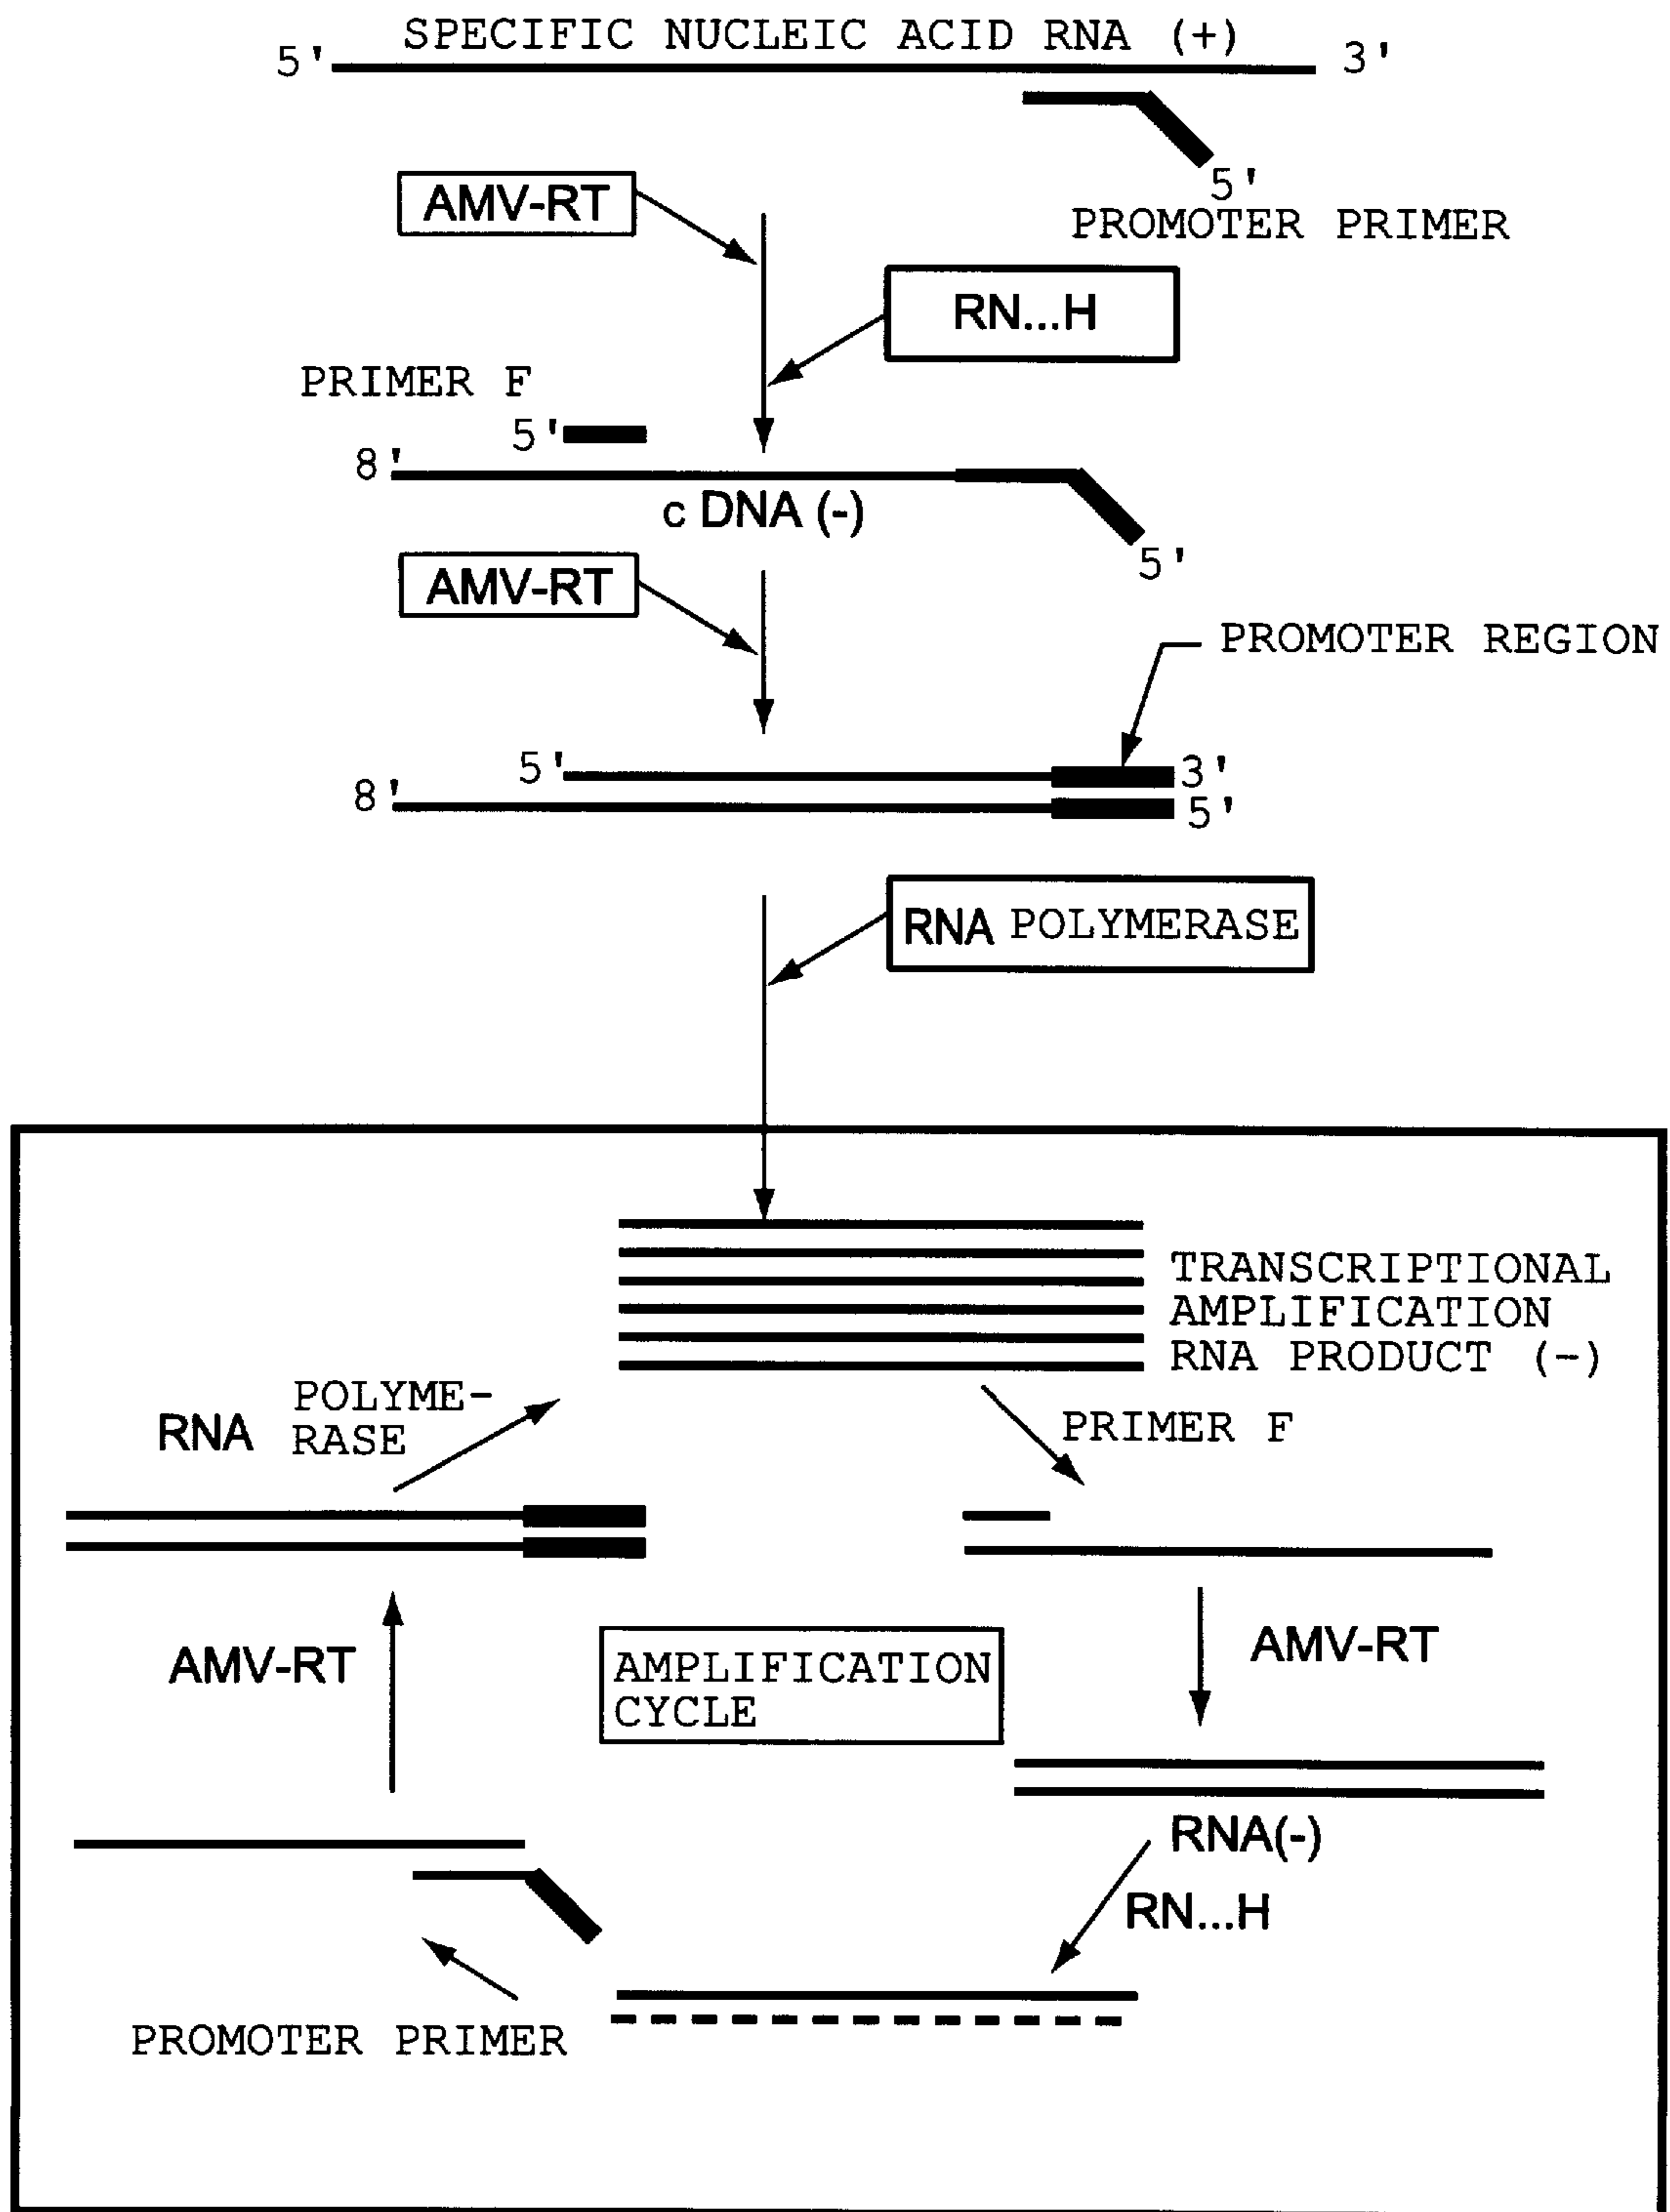 SPECIFIC NUCLEIC ACID RNA (+)
5' 3'
5'
PROMOTER PRIMER
AMV-RT
RN...H
PRIMER F
5'
8'
c DNA (-)
5'
AMV-RT
PROMOTER REGION
5' 3'
8' 5'
RNA POLYMERASE
TRANSCRIPTIONAL
AMPLIFICATION
RNA PRODUCT (-)
RNA POLYME-
RASE
PRIMER F
AMV-RT
AMPLIFICATION
CYCLE
AMV-RT
RNA(-)
RN...H
PROMOTER PRIMER